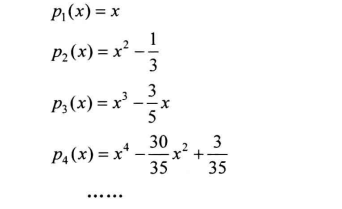 p₁(x) = x
p₂(x) = x² − 1/3
p₃(x) = x³ − 3/5 x
p₄(x) = x⁴ − 30/35 x² + 3/35
……